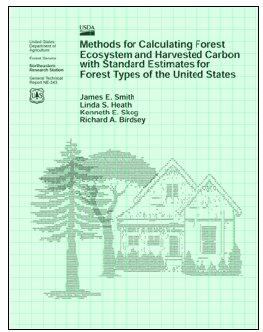 USDA
United States
Department of
Agriculture
Forest Service
Northeastern
Research Station
General Technical
Report NE-343
Methods for Calculating Forest
Ecosystem and Harvested Carbon
with Standard Estimates for
Forest Types of the United States
James E. Smith
Linda S. Heath
Kenneth E. Skog
Richard A. Birdsey